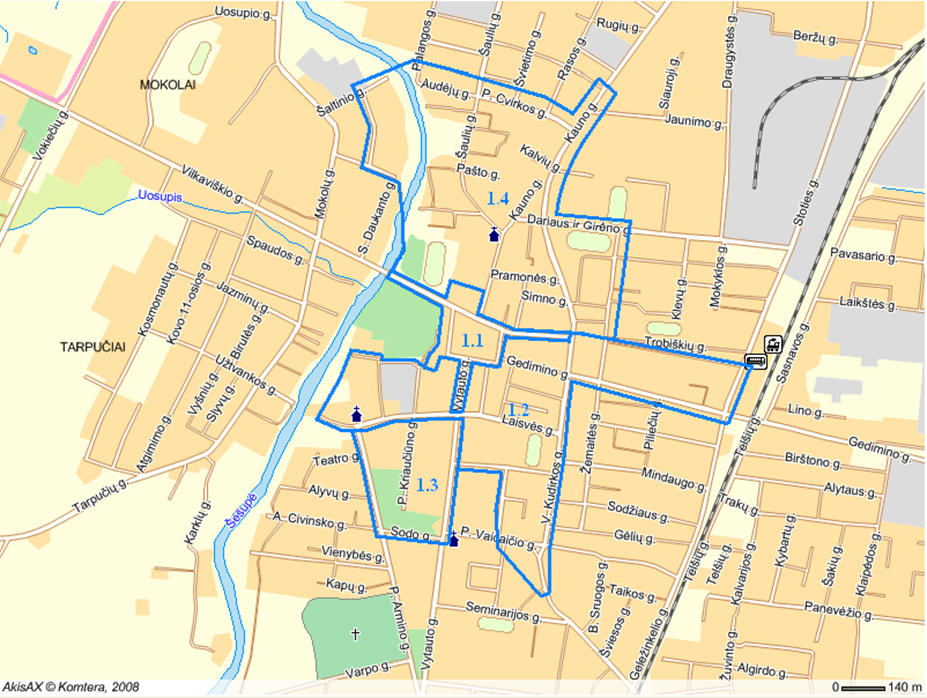 Uosupio g.
Rugių g.
Beržų g.
Palangos g.
Šaulių g.
Švietimo g.
Rasos g.
Draugystės g.
MOKOLAI
Audėjų g.
P. Cvirkos g.
Šiauroji g.
Šaltinio g.
Kauno g.
Jaunimo g.
Vokiečių g.
Šaulių g.
Kalvių g.
Vilkaviškio g.
Mokolų g.
Pašto g.
Uosupis
S. Daukanto g.
1.4
Kauno g.
Stoties g.
Dariaus ir Girėno g.
Spaudos g.
Pavasario g.
Kosmonautų g.
Kovo 11-osios g.
Pramonės g.
Klevų g.
Mokyklos g.
Jazminų g.
Simno g.
Laikštės g.
TARPUČIAI
Birutės g.
1.1
Trobiškių g.
Sasnavos g.
Užtvankos g.
Gedimino g.
Vyšnių g.
Slyvų g.
Vytauto g.
1.2
Lino g.
Algimimo g.
Laisvės g.
Žemaitės g.
Piliečių g.
Telšių g.
Gedimino g.
P. Kriaučiūno g.
Teatro g.
Birštono g.
Mindaugo g.
1.3
V. Kudirkos g.
Alyvų g.
Alytaus g.
Tarpučių g.
Trakų g.
Šešupė
Sodžiaus g.
A. Civinsko g.
Karklų g.
Sodo g.
P. Vaičaičio g.
Gėlių g.
Kybartų g.
Vienybės g.
Telšių g.
Telšių g.
Kalvarijos g.
Šakių g.
Klaipėdos g.
Kapų g.
P. Armino g.
B. Sruogos g.
Taikos g.
Seminarijos g.
Panevėžio g.
Šviesos g.
Geležinkelio g.
Vytauto g.
Žuvinto g.
Varpo g.
Algirdo g.
AkisAX © Komtera, 2008
0 140 m